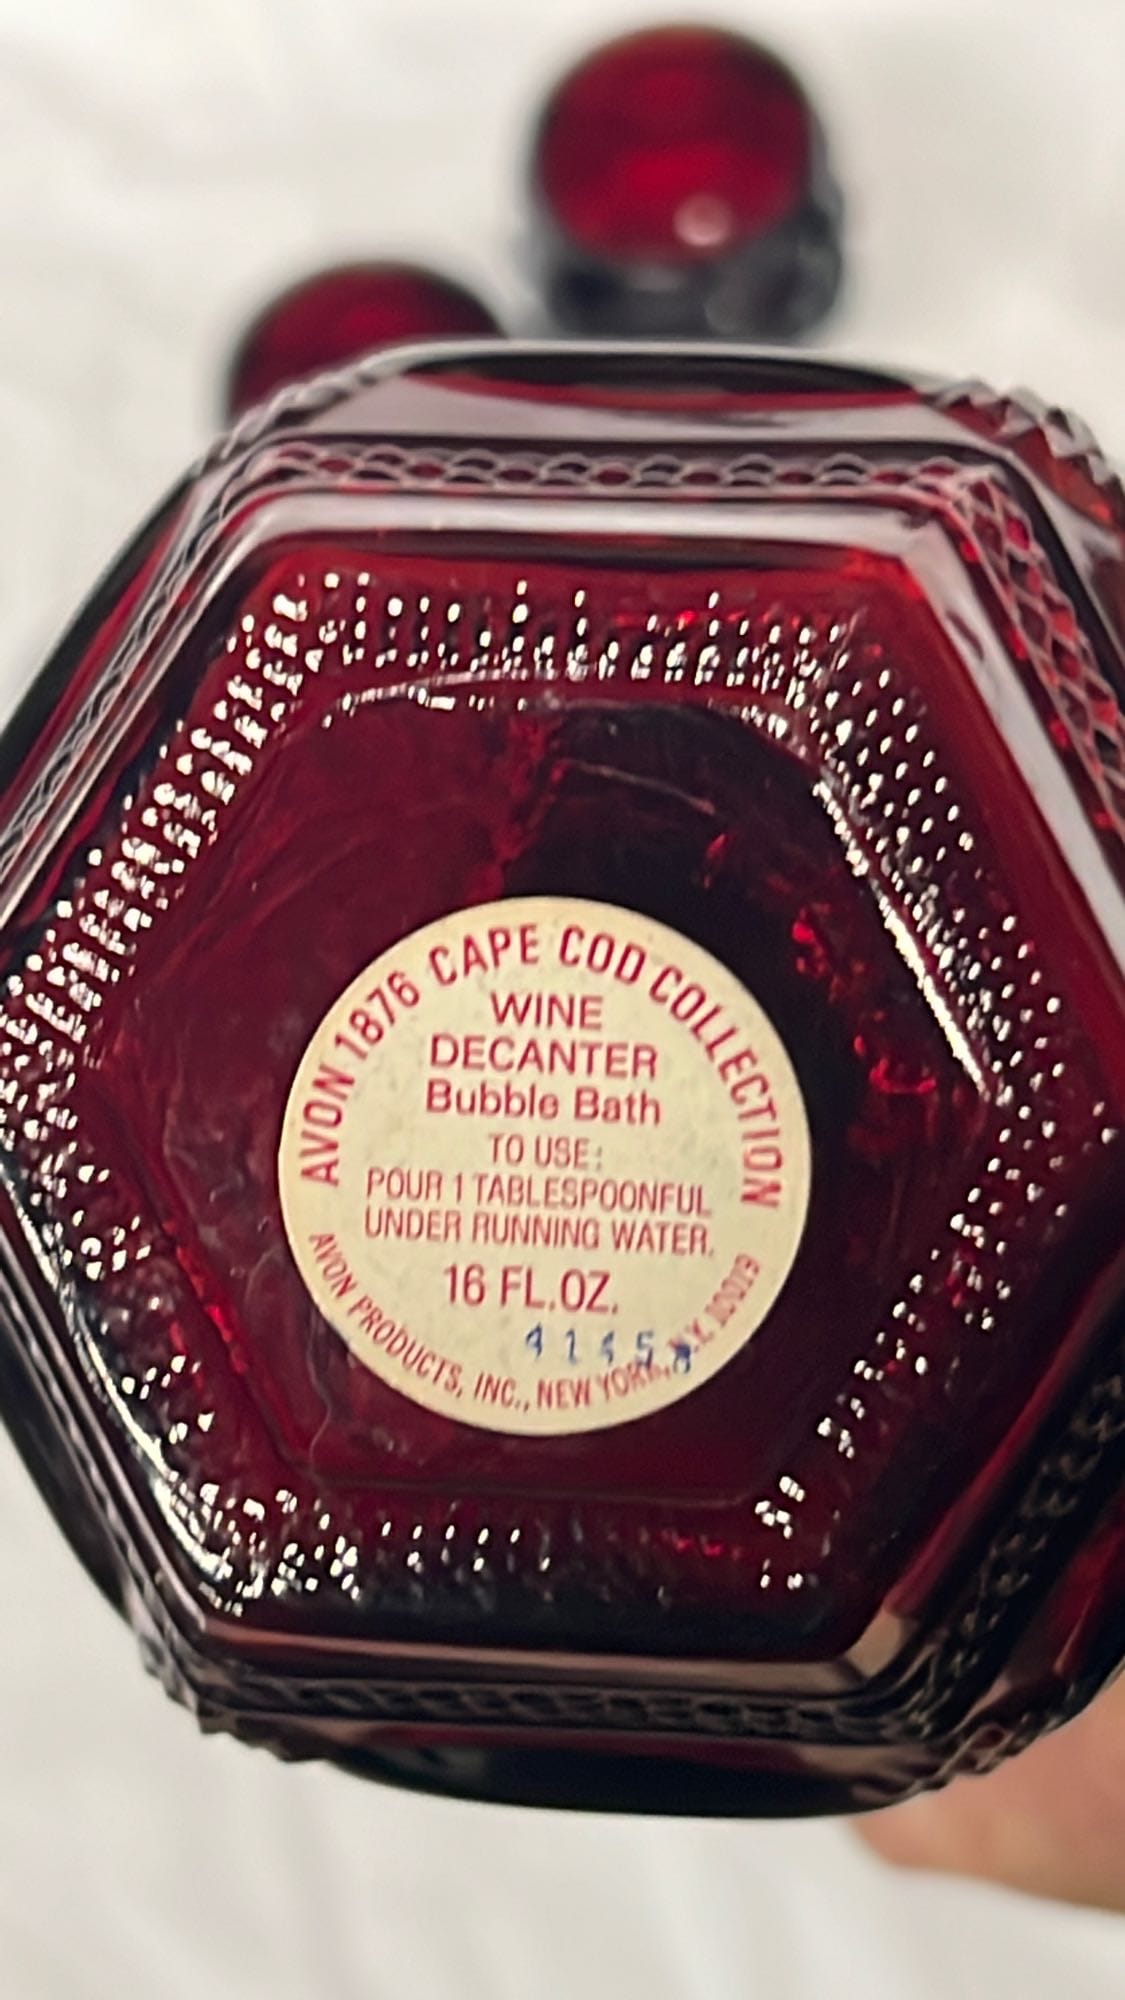 AVON 1876 CAPE COD COLLECTION
WINE
DECANTER
Bubble Bath
TO USE:
POUR 1 TABLESPOONFUL
UNDER RUNNING WATER.
16 FL.OZ.
AVON PRODUCTS, INC., NEW YORK, N.Y. 10019